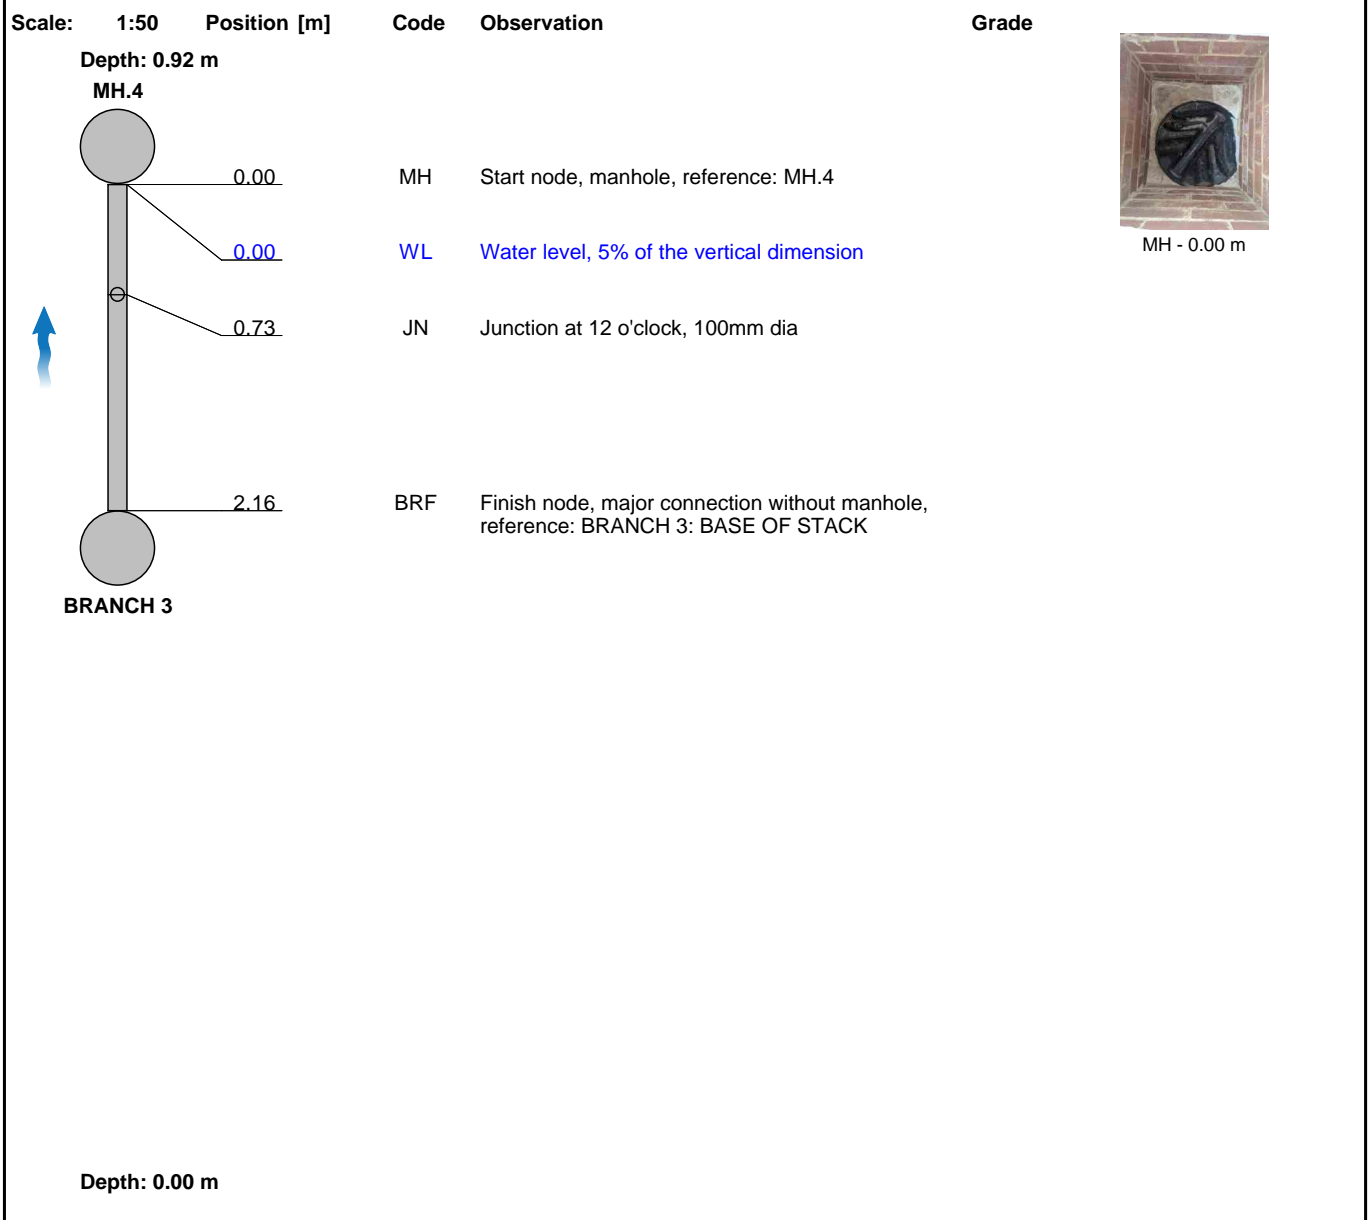 Scale: 1:50 Position [m] Code Observation Grade
Depth: 0.92 m
MH.4
0.00 MH Start node, manhole, reference: MH.4
0.00 WL Water level, 5% of the vertical dimension
MH - 0.00 m
0.73 JN Junction at 12 o'clock, 100mm dia
2.16 BRF Finish node, major connection without manhole,
reference: BRANCH 3: BASE OF STACK
BRANCH 3
Depth: 0.00 m